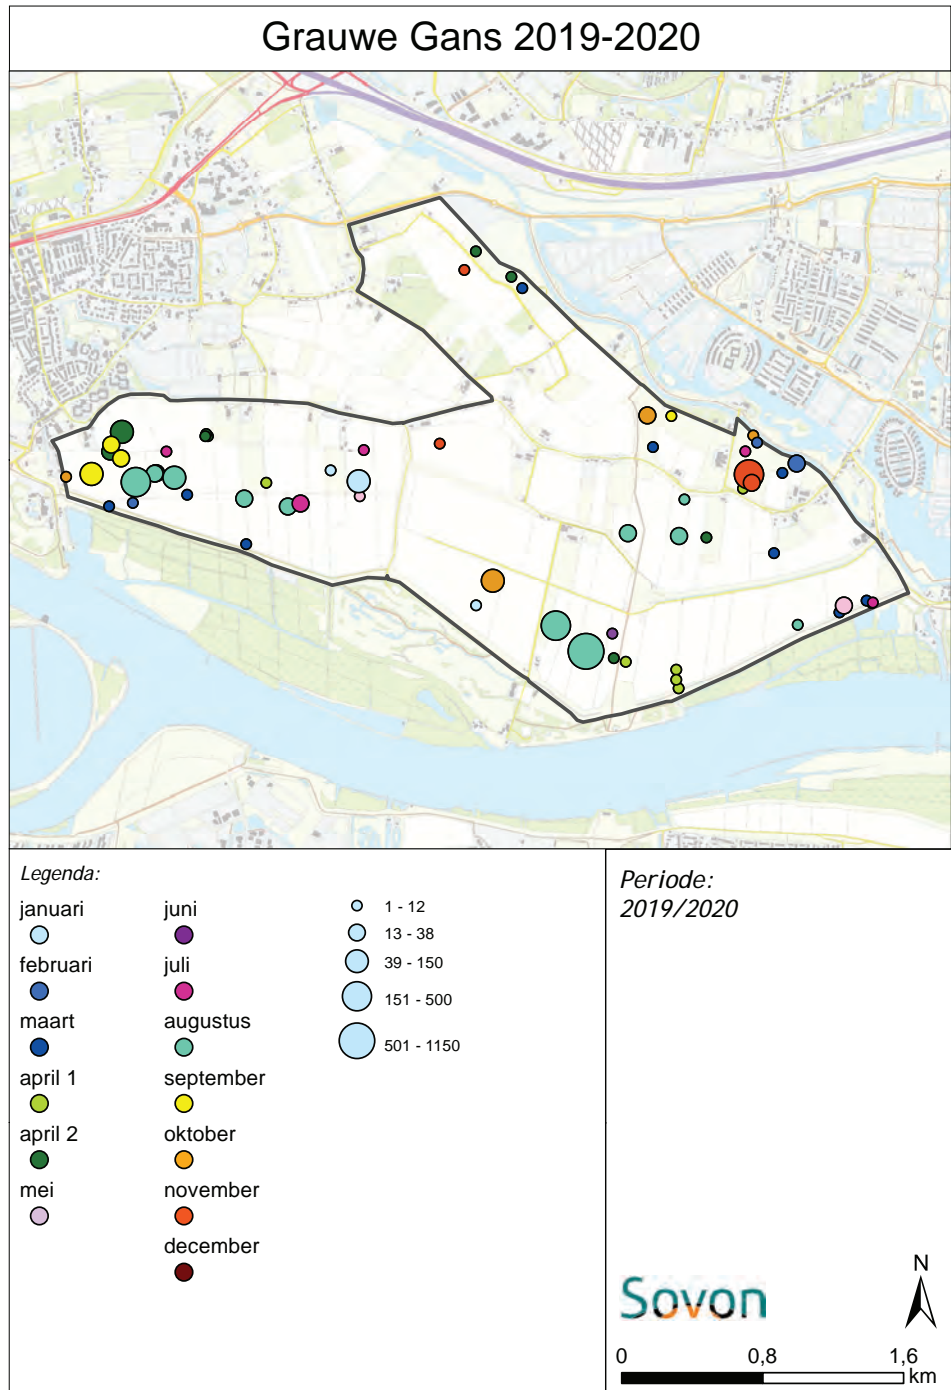 Grauwe Gans 2019-2020
Legenda:
januari
februari
maart
april 1
april 2
mei
juni
juli
augustus
september
oktober
november
december
1 - 12
13 - 38
39 - 150
151 - 500
501 - 1150
Periode:
2019/2020
Sovon
N
0 0,8 1,6
km